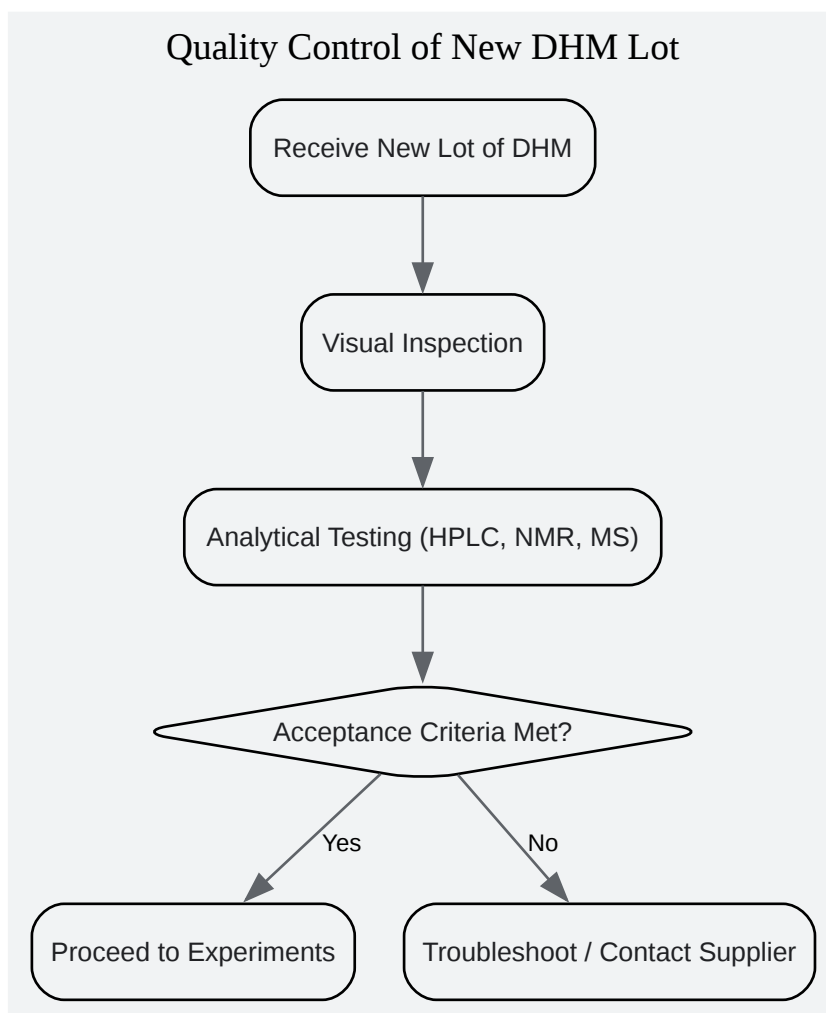 Quality Control of New DHM Lot
Receive New Lot of DHM
Visual Inspection
Analytical Testing (HPLC, NMR, MS)
Acceptance Criteria Met?
Yes
No
Proceed to Experiments
Troubleshoot / Contact Supplier